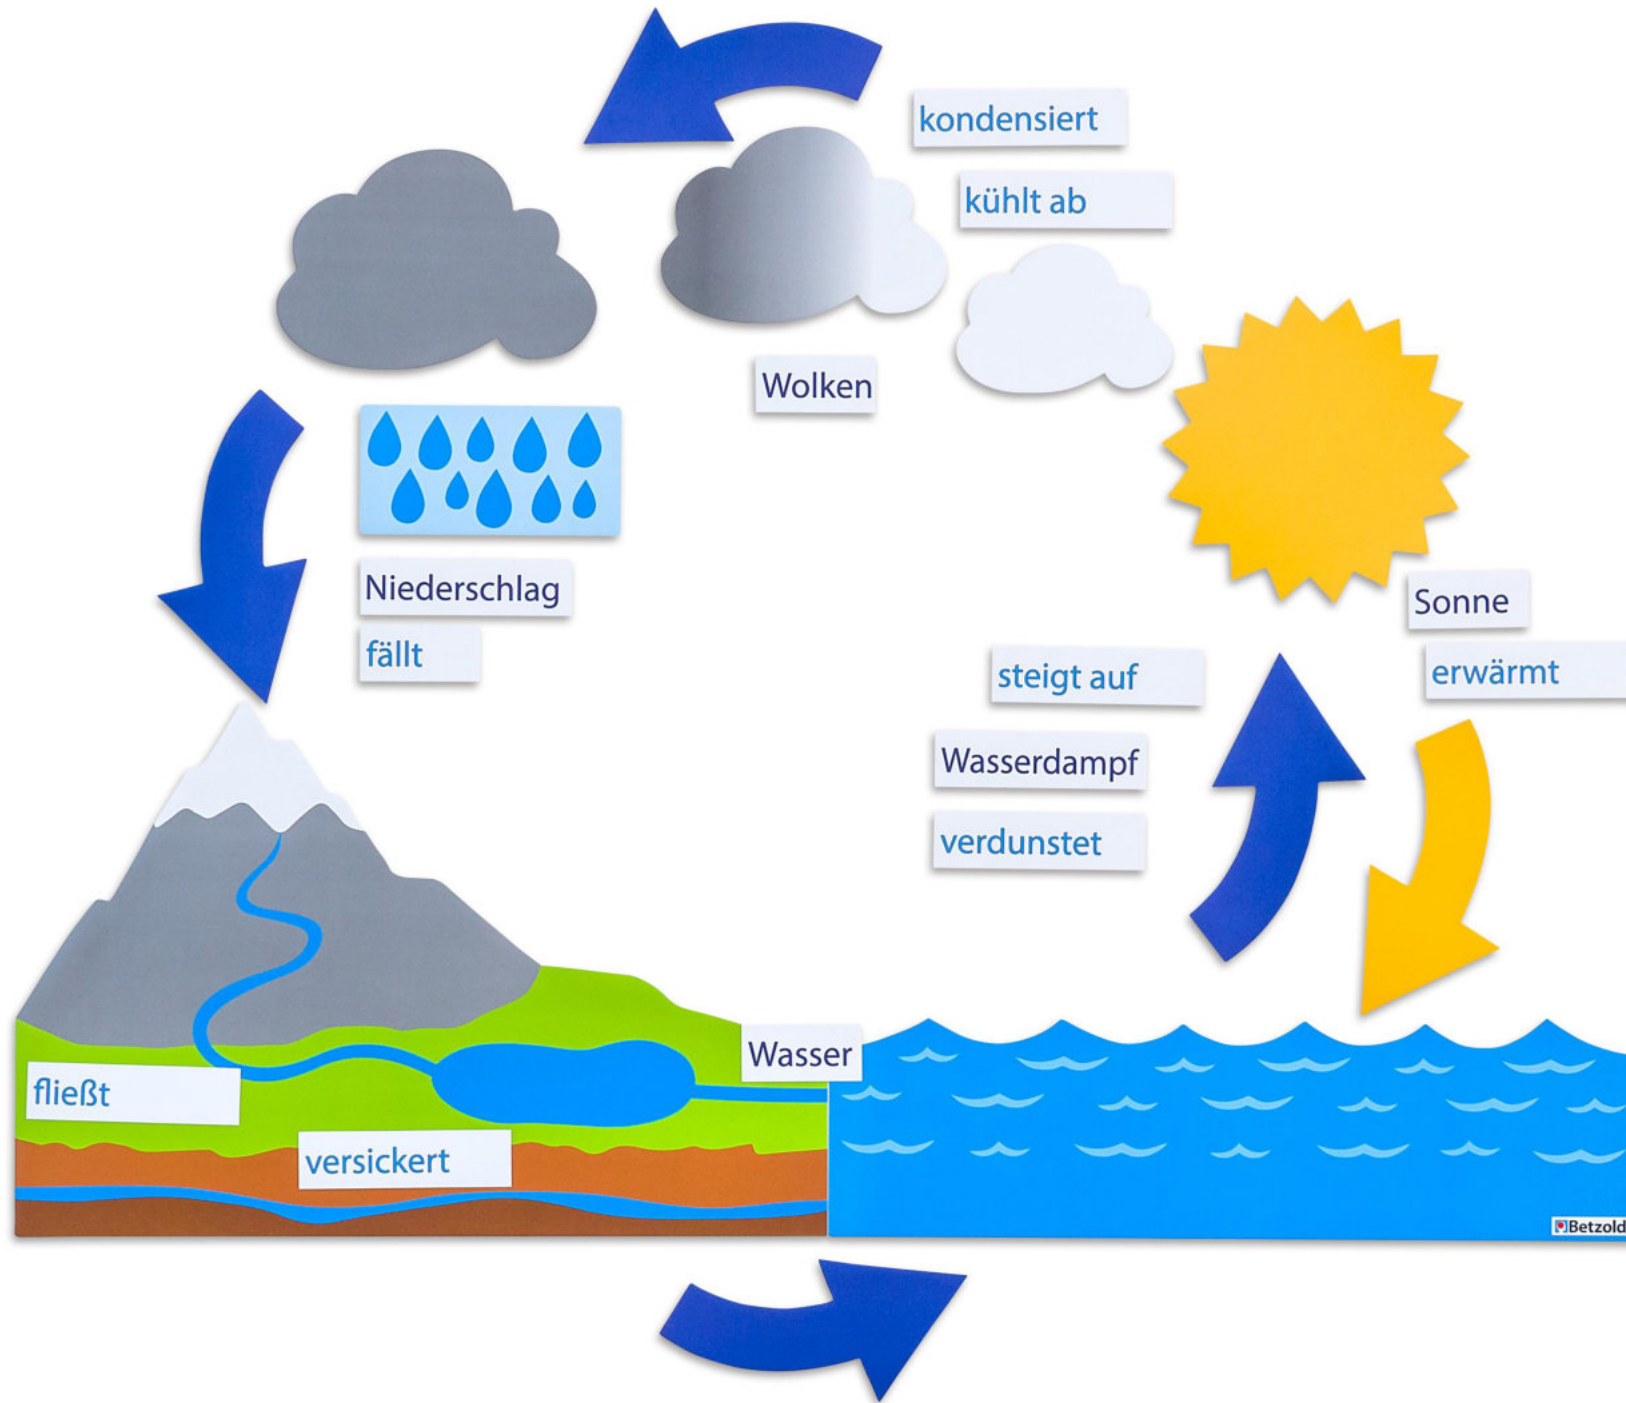 kondensiert
kühlt ab
Wolken
Niederschlag
fällt
Sonne
erwärmt
steigt auf
Wasserdampf
verdunstet
Wasser
fließt
versickert
Betzold